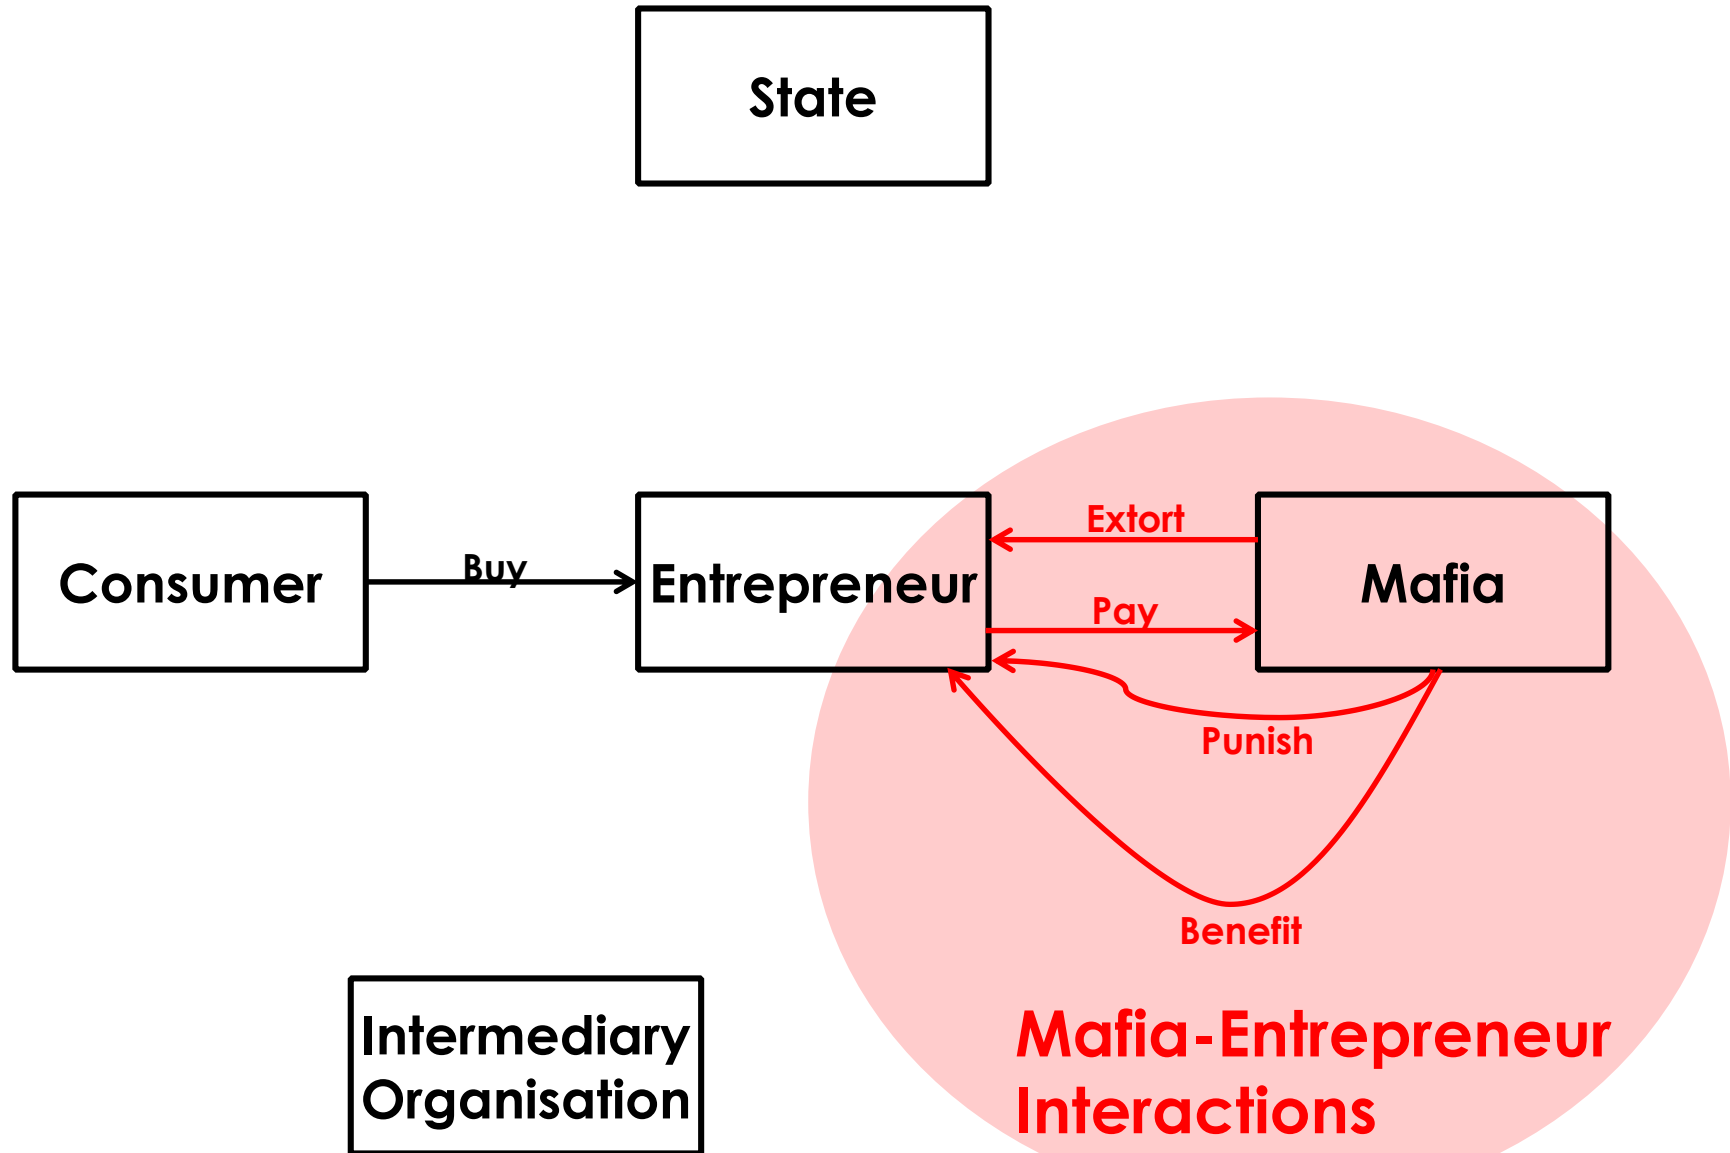 State
Extort
Consumer
Buy
Entrepreneur
Mafia
Pay
Punish
Benefit
Intermediary
Organisation
Mafia-Entrepreneur
Interactions